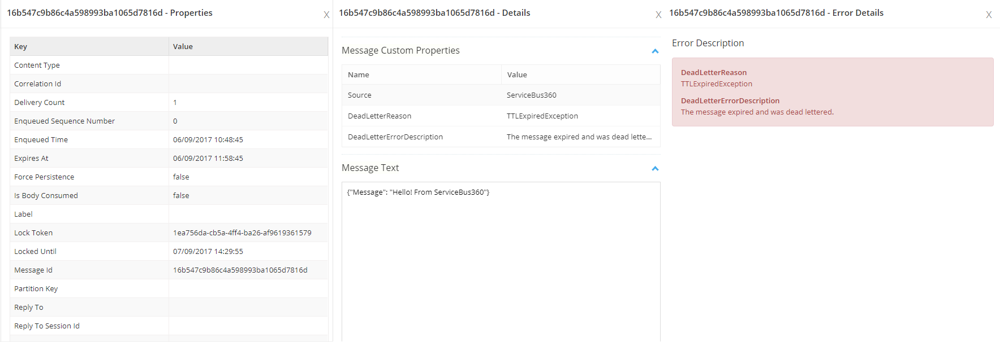 16b547c9b86c4a598993ba1065d7816d - Properties
X
Key Value
Content Type
Correlation Id
Delivery Count 1
Enqueued Sequence Number 0
Enqueued Time 06/09/2017 10:48:45
Expires At 06/09/2017 11:58:45
Force Persistence false
Is Body Consumed false
Label
Lock Token 1ea756da-cb5a-4ff4-ba26-af9619361579
Locked Until 07/09/2017 14:29:55
Message Id 16b547c9b86c4a598993ba1065d7816d
Partition Key
Reply To
Reply To Session Id
16b547c9b86c4a598993ba1065d7816d - Details
X
Message Custom Properties
Name Value
Source ServiceBus360
DeadLetterReason TTLExpiredException
DeadLetterErrorDescription The message expired and was dead lette...
Message Text
{"Message": "Hello! From ServiceBus360"}
16b547c9b86c4a598993ba1065d7816d - Error Details
X
Error Description
DeadLetterReason
TTLExpiredException
DeadLetterErrorDescription
The message expired and was dead lettered.